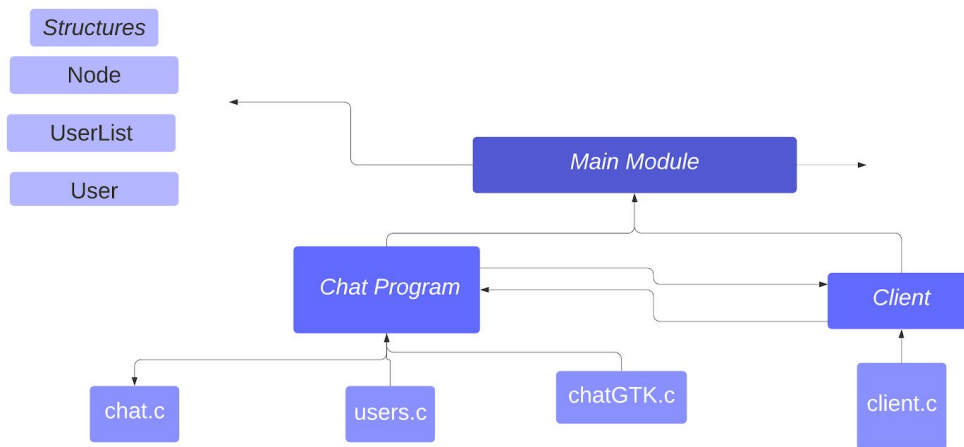 Structures
Node
UserList
User
Main Module
Chat Program
Client
chat.c
users.c
chatGTK.c
client.c